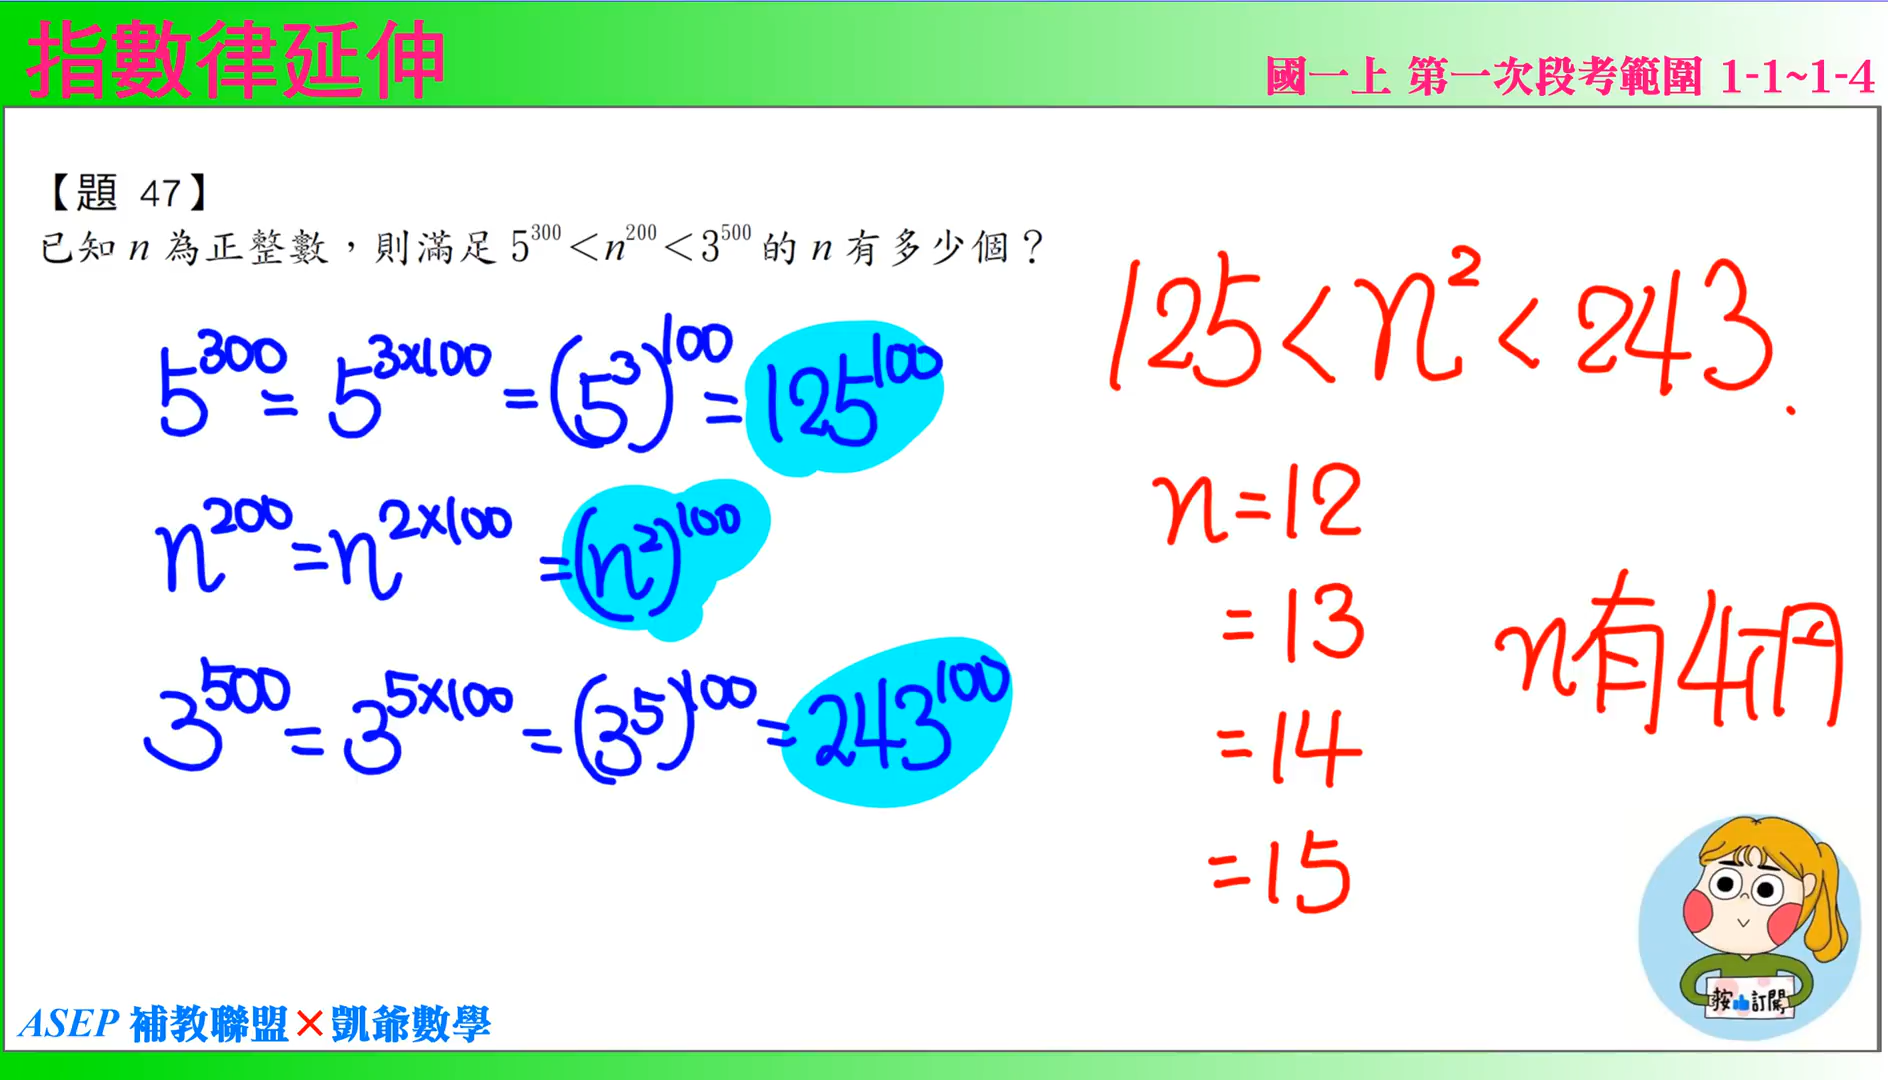 指數律延伸
國一上 第一次段考範圍 1-1~1-4
【題 47】
已知 n 為正整數，則滿足 5^300 < n^200 < 3^500 的 n 有多少個？
5^300 = 5^3×100 = (5^3)^100 = 125^100
n^200 = n^2×100 = (n^2)^100
3^500 = 3^5×100 = (3^5)^100 = 243^100
125 < n^2 < 243
n = 12
= 13
= 14
= 15
n有4個
按訂閱
ASEP 補教聯盟×凱爺數學